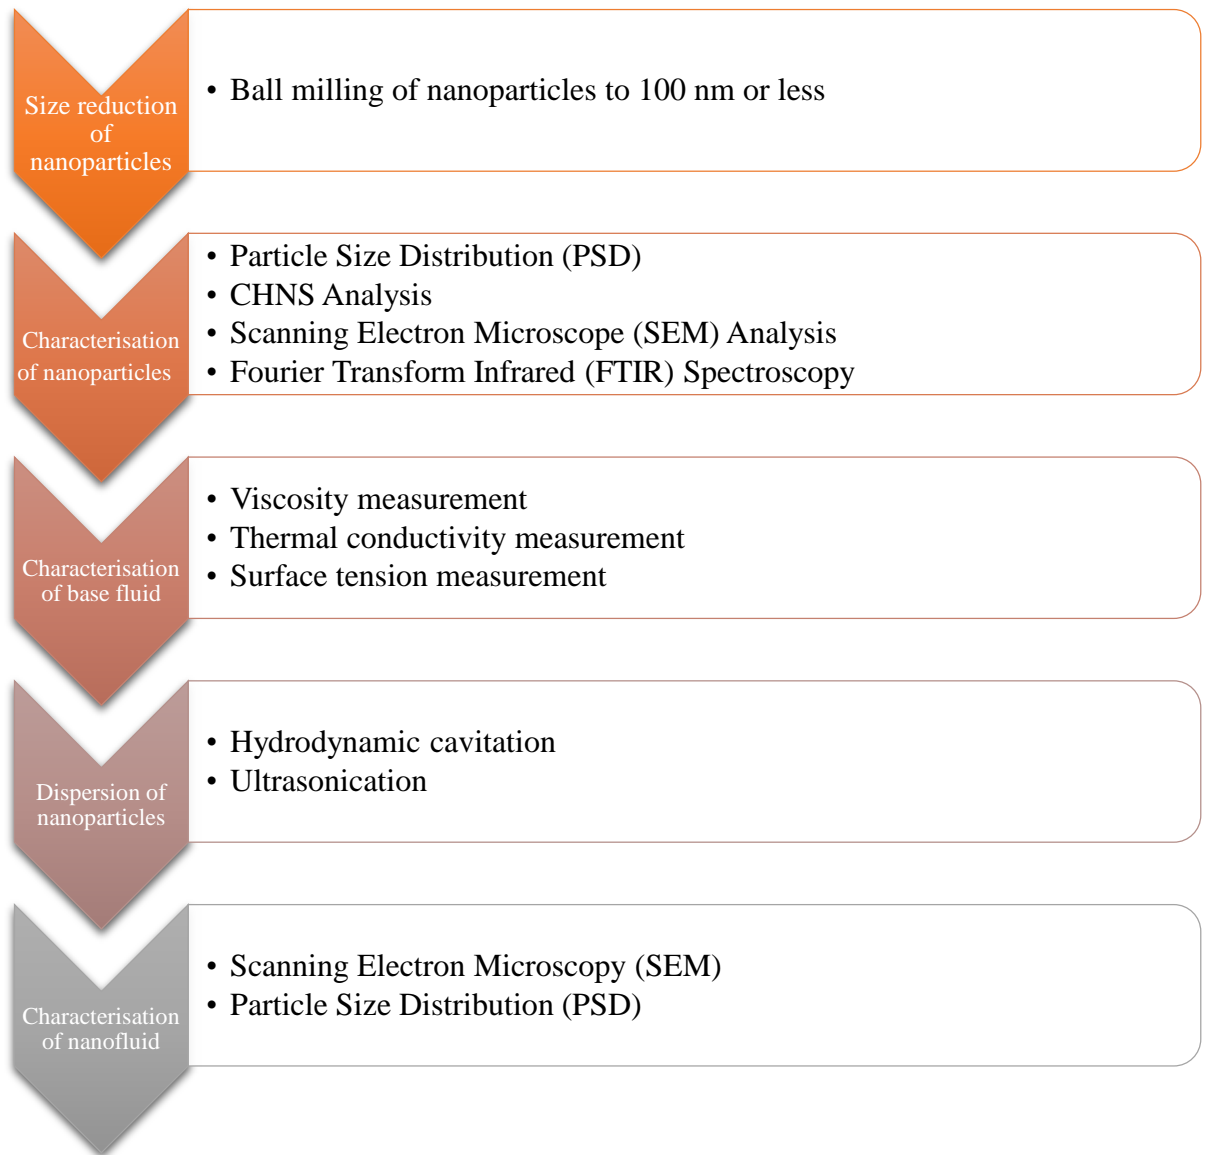 Size reduction
of
nanoparticles
• Ball milling of nanoparticles to 100 nm or less
Characterisation
of nanoparticles
• Particle Size Distribution (PSD)
• CHNS Analysis
• Scanning Electron Microscope (SEM) Analysis
• Fourier Transform Infrared (FTIR) Spectroscopy
Characterisation
of base fluid
• Viscosity measurement
• Thermal conductivity measurement
• Surface tension measurement
Dispersion of
nanoparticles
• Hydrodynamic cavitation
• Ultrasonication
Characterisation
of nanofluid
• Scanning Electron Microscopy (SEM)
• Particle Size Distribution (PSD)